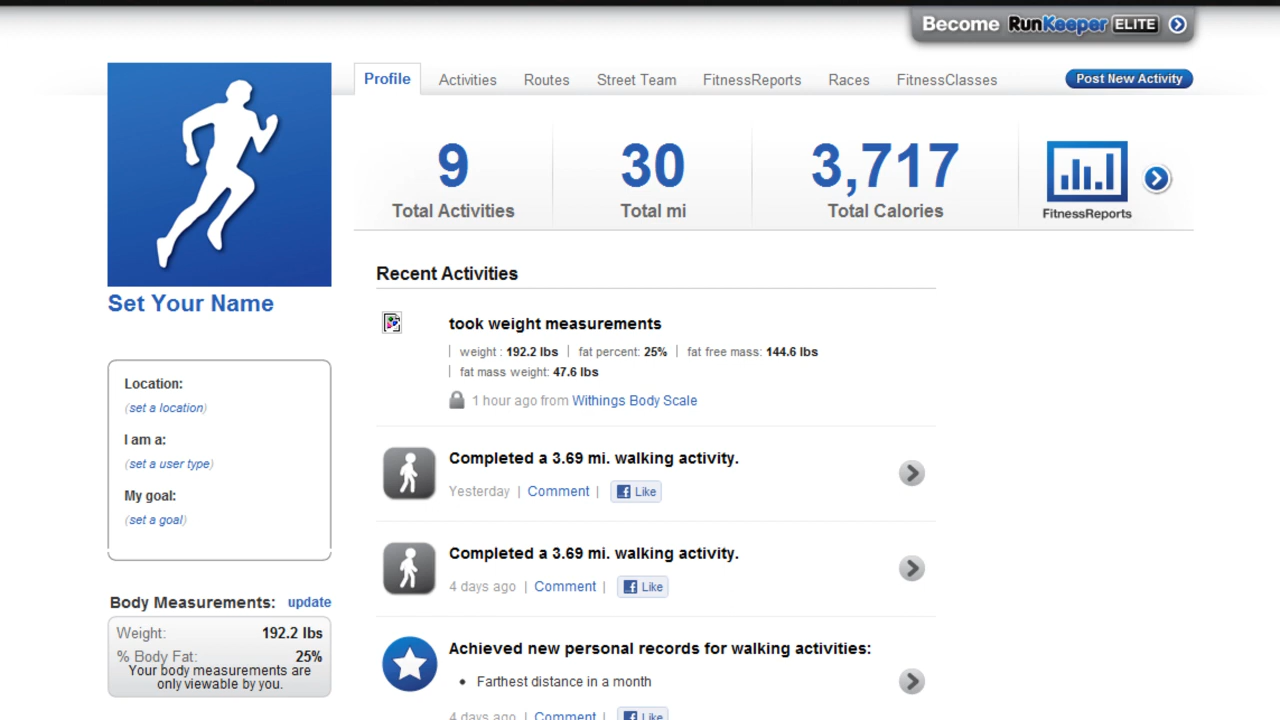 Become RunKeeper ELITE
Profile Activities Routes Street Team FitnessReports Races FitnessClasses Post New Activity
9 30 3,717
Total Activities Total mi Total Calories FitnessReports
Set Your Name
Recent Activities
took weight measurements
weight : 192.2 lbs | fat percent: 25% | fat free mass: 144.6 lbs
fat mass weight: 47.6 lbs
1 hour ago from Withings Body Scale
Location:
(set a location)
I am a:
(set a user type)
My goal:
(set a goal)
Completed a 3.69 mi. walking activity.
Yesterday | Comment | Like
Completed a 3.69 mi. walking activity.
4 days ago | Comment | Like
Body Measurements: update
Weight: 192.2 lbs
% Body Fat: 25%
Your body measurements are
only viewable by you.
Achieved new personal records for walking activities:
• Farthest distance in a month
4 days ago | Comment | Like